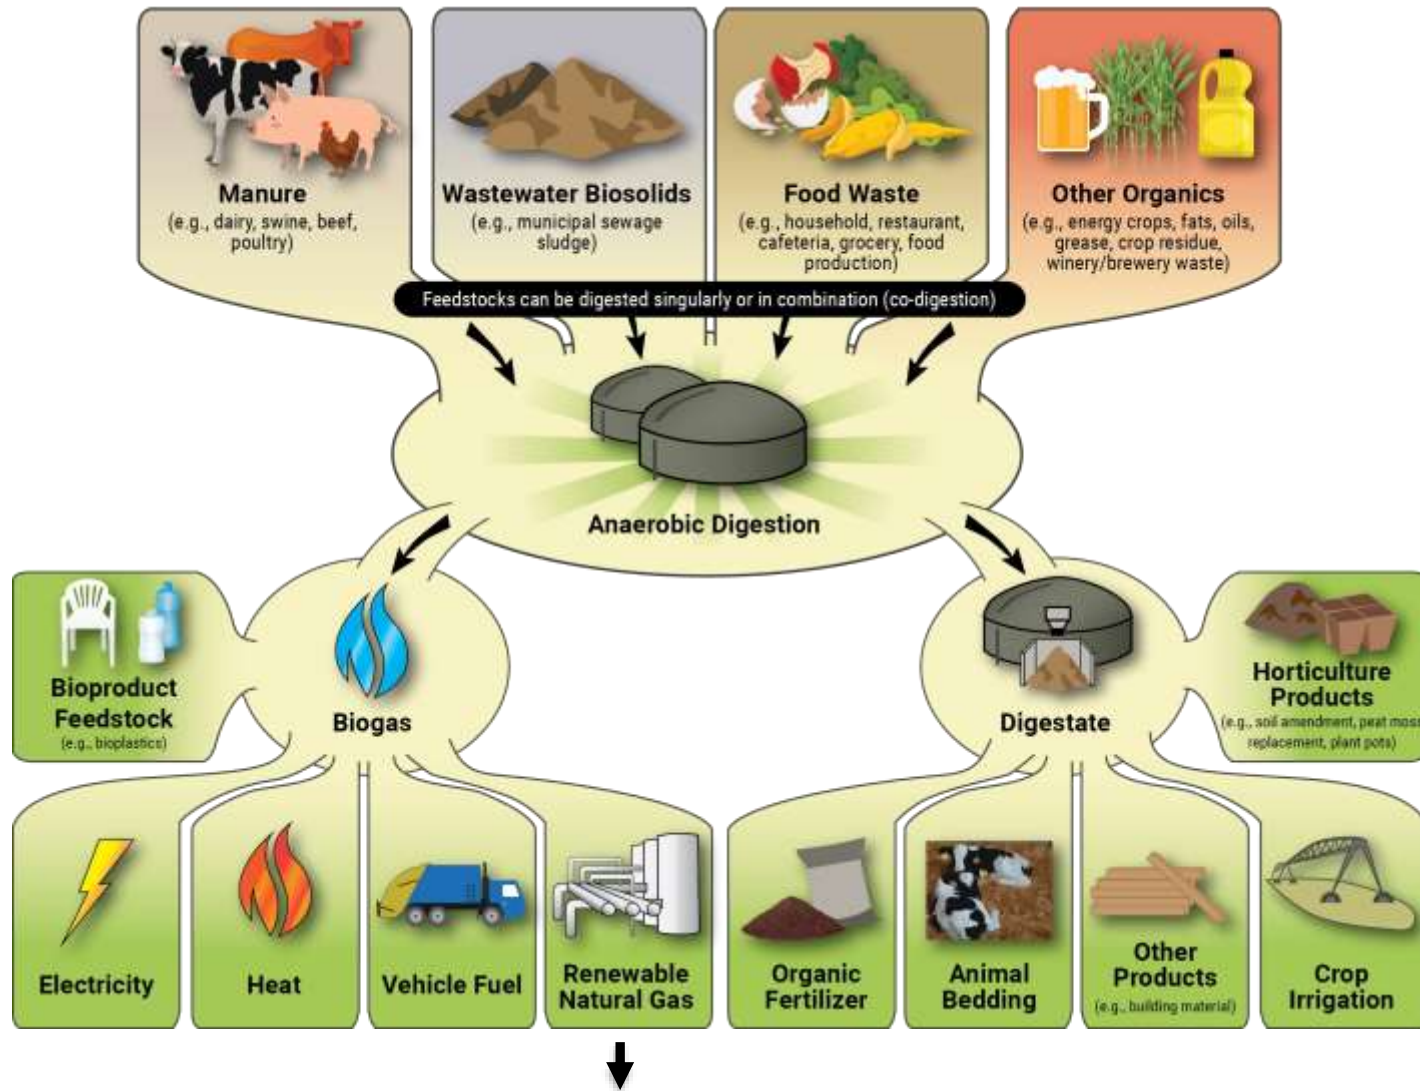 Manure
(e.g., dairy, swine, beef,
poultry)
Wastewater Biosolids
(e.g., municipal sewage
sludge)
Food Waste
(e.g., household, restaurant,
cafeteria, grocery, food
production)
Other Organics
(e.g., energy crops, fats, oils,
grease, crop residue,
winery/brewery waste)
Feedstocks can be digested singularly or in combination (co-digestion)
Anaerobic Digestion
Bioproduct
Feedstock
(e.g., bioplastics)
Biogas
Digestate
Horticulture
Products
(e.g., soil amendment, peat moss
replacement, plant pots)
Electricity
Heat
Vehicle Fuel
Renewable
Natural Gas
Organic
Fertilizer
Animal
Bedding
Other
Products
(e.g., building material)
Crop
Irrigation